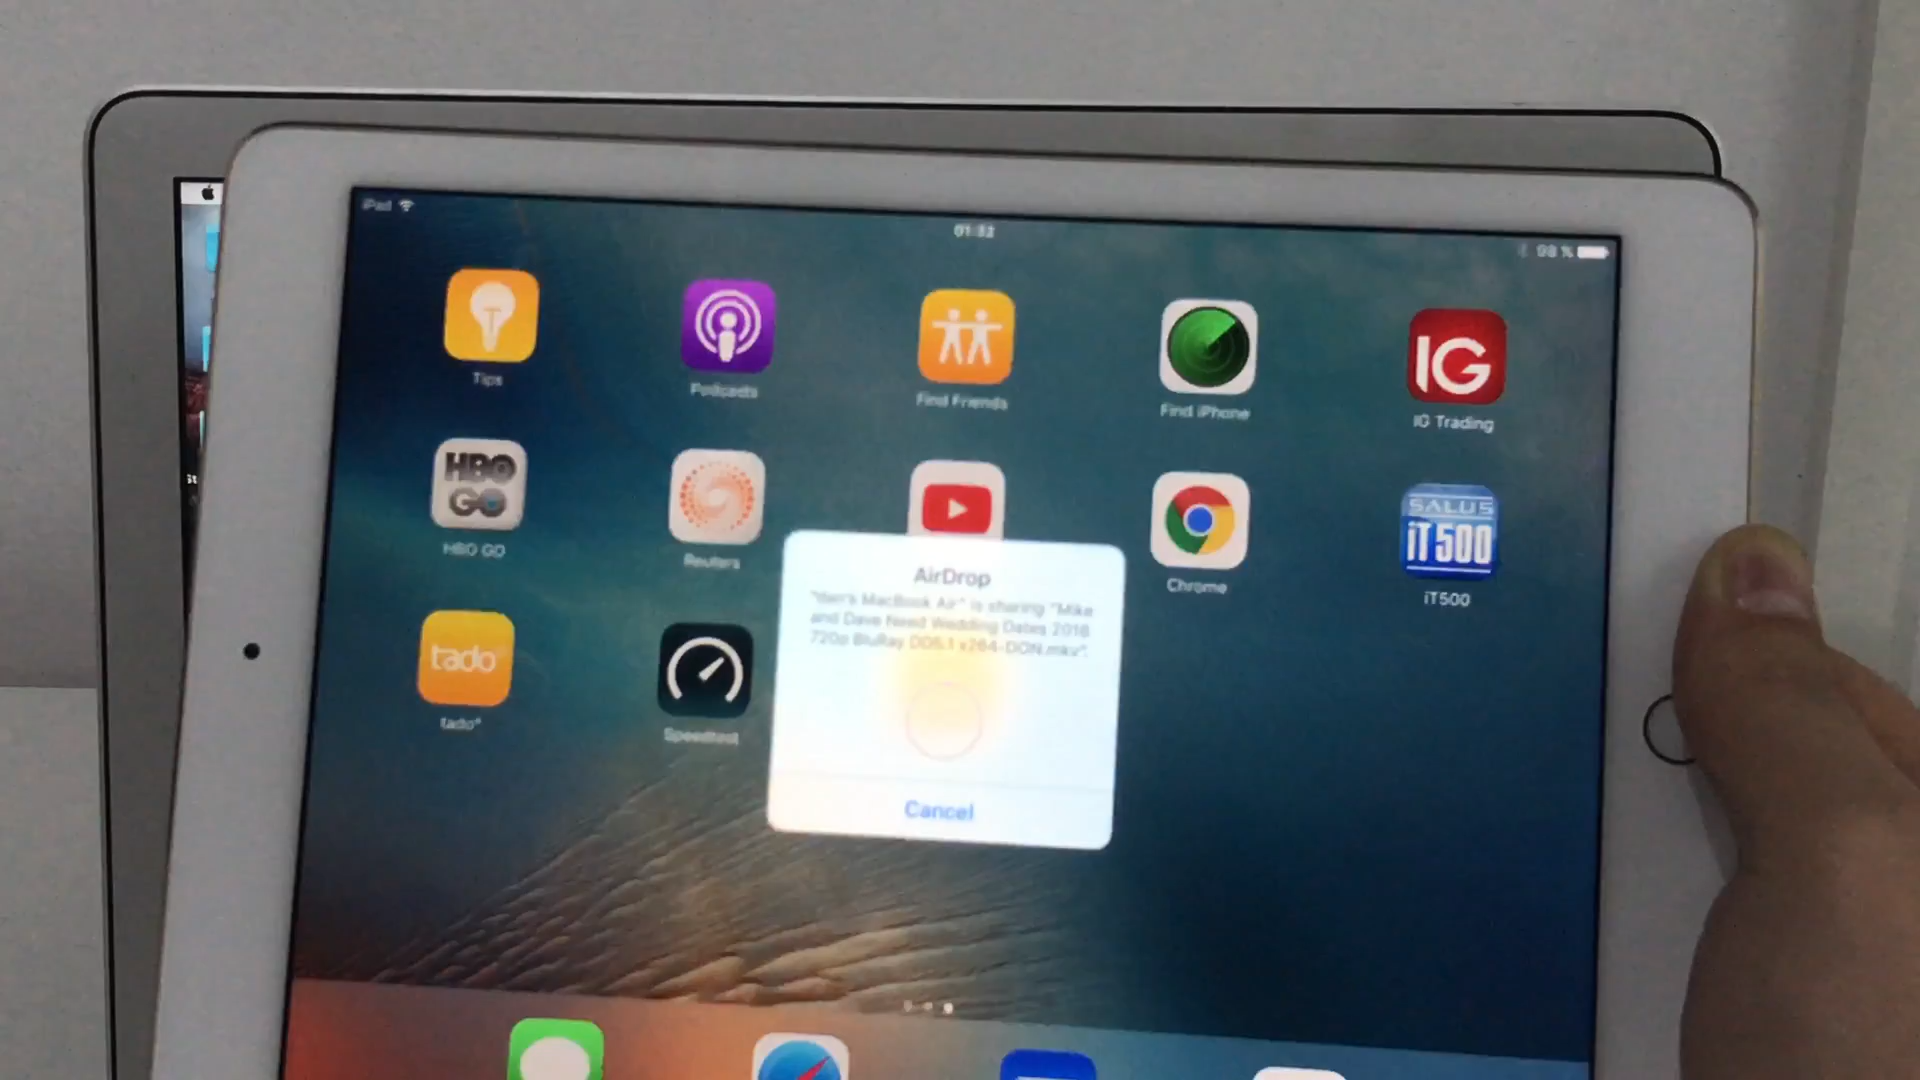 iPad
01:32
98 %
Tips
Podcasts
Find Friends
Find iPhone
IG
IG Trading
HBO
GO
HBO GO
Reuters
Chrome
SALUS
iT500
iT500
St
tado
tado°
Speedtest
AirDrop
MacBook Air" is sharing "Mike
and Dave Need Wedding Dates 2016
720p BluRay DD5.1 x264-DON.mkv".
Cancel